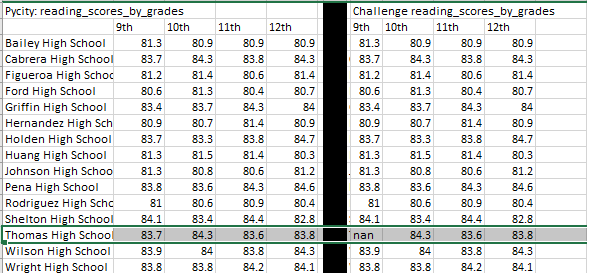 Pycity: reading_scores_by_grades Challenge reading_scores_by_grades
9th 10th 11th 12th 9th 10th 11th 12th
Bailey High School 81.3 80.9 80.9 80.9 81.3 80.9 80.9 80.9
Cabrera High School 83.7 84.3 83.8 84.3 83.7 84.3 83.8 84.3
Figueroa High Schoo 81.2 81.4 80.6 81.4 81.2 81.4 80.6 81.4
Ford High School 80.6 81.3 80.4 80.7 80.6 81.3 80.4 80.7
Griffin High School 83.4 83.7 84.3 84 83.4 83.7 84.3 84
Hernandez High Sch 80.9 80.7 81.4 80.9 80.9 80.7 81.4 80.9
Holden High School 83.7 83.3 83.8 84.7 83.7 83.3 83.8 84.7
Huang High School 81.3 81.5 81.4 80.3 81.3 81.5 81.4 80.3
Johnson High School 81.3 80.8 80.6 81.2 81.3 80.8 80.6 81.2
Pena High School 83.8 83.6 84.3 84.6 83.8 83.6 84.3 84.6
Rodriguez High Sch 81 80.6 80.9 80.4 81 80.6 80.9 80.4
Shelton High School 84.1 83.4 84.4 82.8 84.1 83.4 84.4 82.8
Thomas High School 83.7 84.3 83.6 83.8 nan 84.3 83.6 83.8
Wilson High School 83.9 84 83.8 84.3 83.9 84 83.8 84.3
Wright High School 83.8 83.8 84.2 84.1 83.8 83.8 84.2 84.1